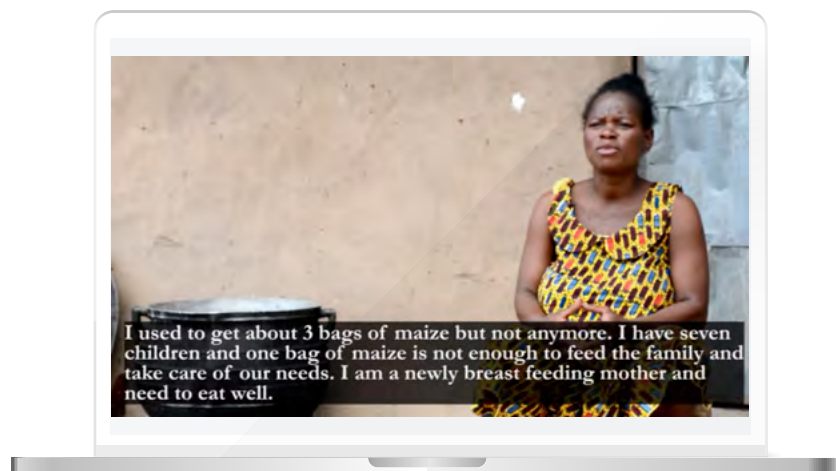 I used to get about 3 bags of maize but not anymore. I have seven
children and one bag of maize is not enough to feed the family and
take care of our needs. I am a newly breast feeding mother and
need to eat well.